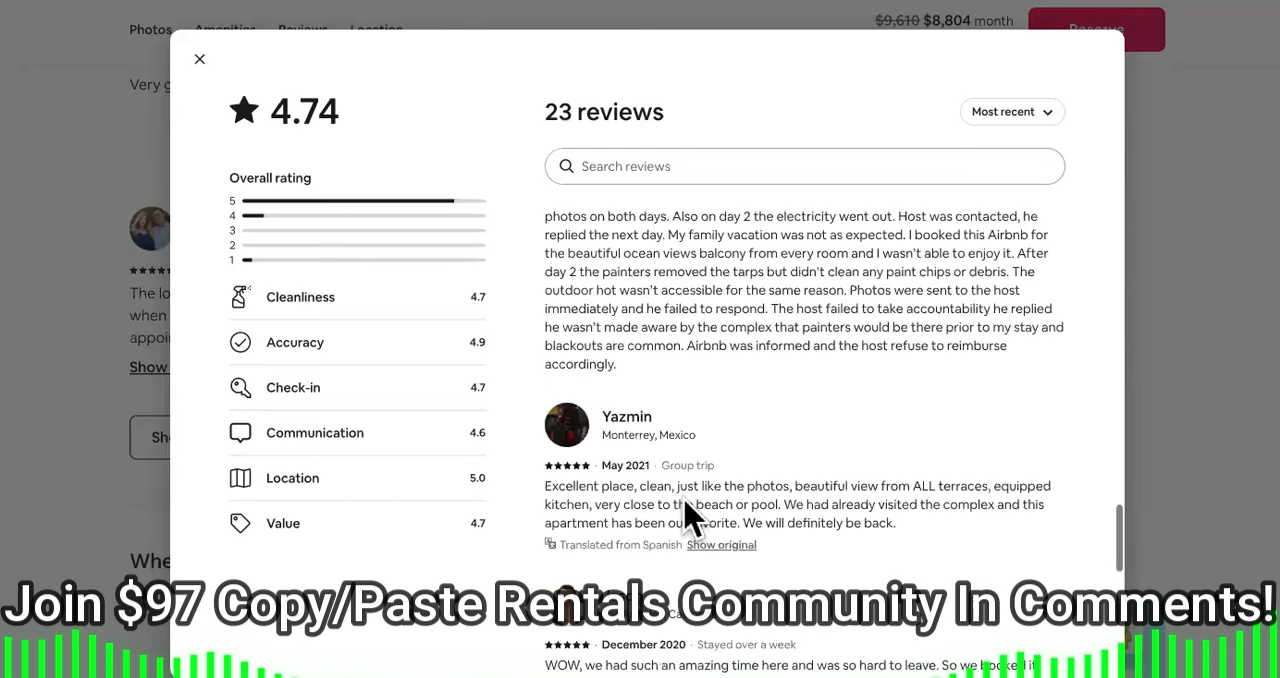 Photos Amenities Reviews Location
$9,610 $8,804 month
Reserve
Very g
4.74
23 reviews
Most recent
Search reviews
Overall rating
5
4
3
2
1
Cleanliness 4.7
Accuracy 4.9
Check-in 4.7
Communication 4.6
Location 5.0
Value 4.7
The lo
when
appoi
Show
Sh
Whe
photos on both days. Also on day 2 the electricity went out. Host was contacted, he
replied the next day. My family vacation was not as expected. I booked this Airbnb for
the beautiful ocean views balcony from every room and I wasn't able to enjoy it. After
day 2 the painters removed the tarps but didn't clean any paint chips or debris. The
outdoor hot wasn't accessible for the same reason. Photos were sent to the host
immediately and he failed to respond. The host failed to take accountability he replied
he wasn't made aware by the complex that painters would be there prior to my stay and
blackouts are common. Airbnb was informed and the host refuse to reimburse
accordingly.
Yazmin
Monterrey, Mexico
★★★★★ · May 2021 · Group trip
Excellent place, clean, just like the photos, beautiful view from ALL terraces, equipped
kitchen, very close to the beach or pool. We had already visited the complex and this
apartment has been our favorite. We will definitely be back.
Translated from Spanish Show original
Join $97 Copy/Paste Rentals Community In Comments!
★★★★★ · December 2020 · Stayed over a week
WOW, we had such an amazing time here and was so hard to leave. So we booked it